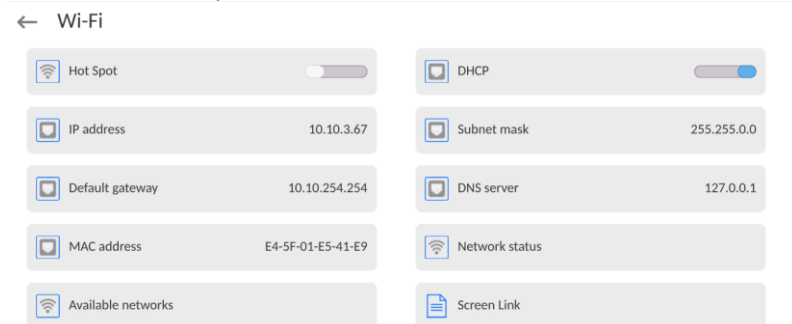 Wi-Fi
Hot Spot
DHCP
IP address 10.10.3.67
Subnet mask 255.255.0.0
Default gateway 10.10.254.254
DNS server 127.0.0.1
MAC address E4-5F-01-E5-41-E9
Network status
Available networks
Screen Link